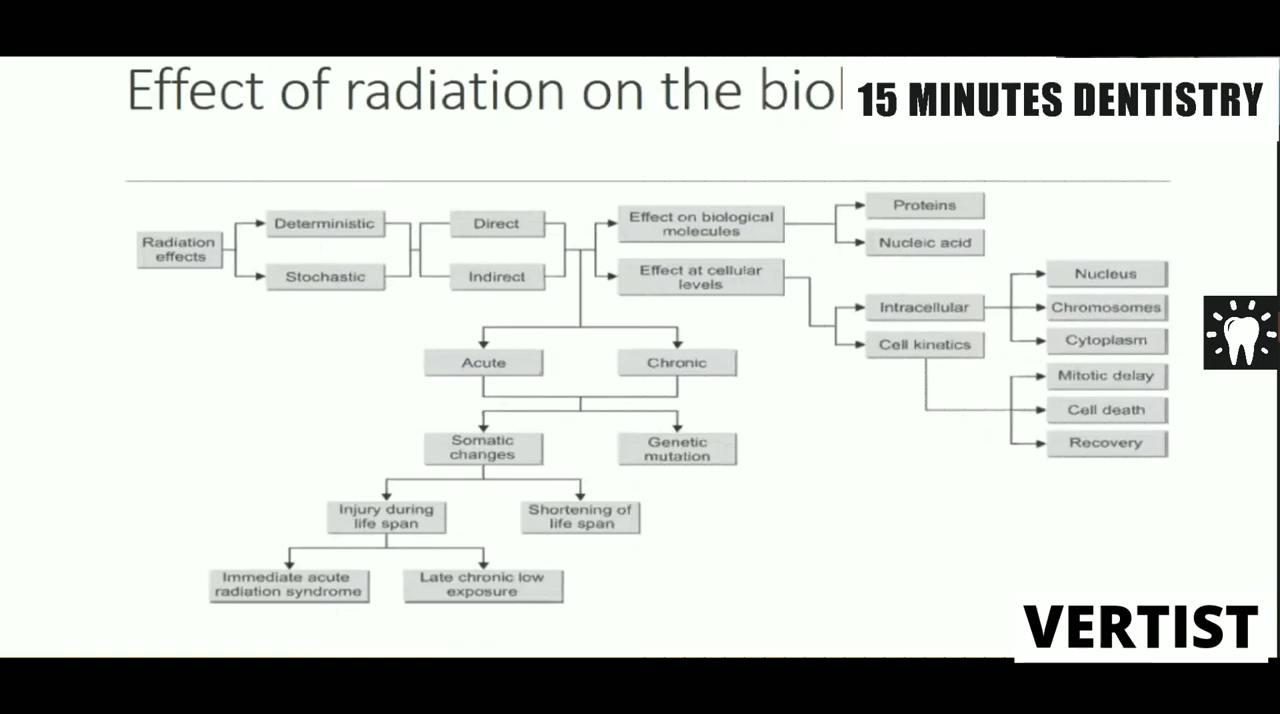 Effect of radiation on the biol
15 MINUTES DENTISTRY
Radiation
effects
Deterministic
Stochastic
Direct
Indirect
Effect on biological
molecules
Effect at cellular
levels
Proteins
Nucleic acid
Intracellular
Cell kinetics
Nucleus
Chromosomes
Cytoplasm
Mitotic delay
Cell death
Recovery
Acute
Chronic
Somatic
changes
Genetic
mutation
Injury during
life span
Shortening of
life span
Immediate acute
radiation syndrome
Late chronic low
exposure
VERTIST